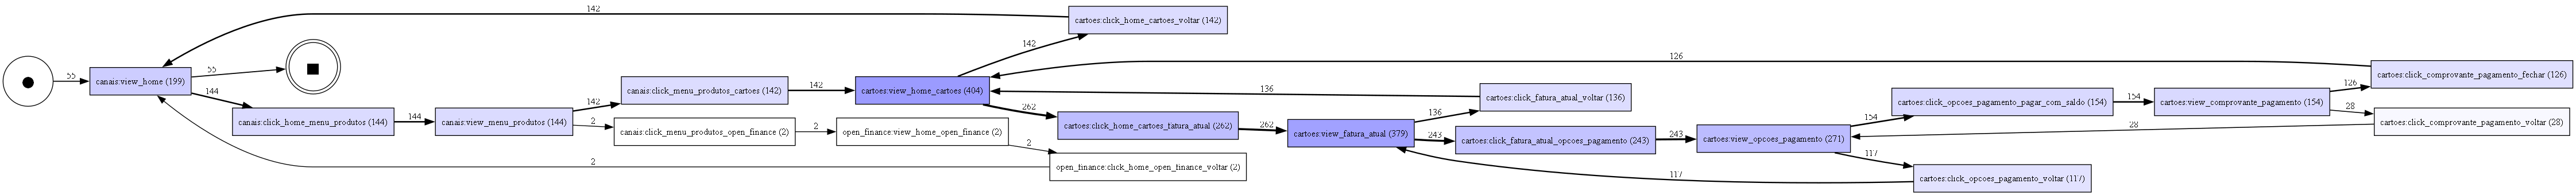 55
canais:view_home (199)
55
144
canais:click_home_menu_produtos (144)
144
canais:view_menu_produtos (144)
142
canais:click_menu_produtos_cartoes (142)
142
2
canais:click_menu_produtos_open_finance (2)
2
open_finance:view_home_open_finance (2)
2
open_finance:click_home_open_finance_voltar (2)
2
cartoes:view_home_cartoes (404)
142
cartoes:click_home_cartoes_voltar (142)
142
262
cartoes:click_home_cartoes_fatura_atual (262)
262
cartoes:view_fatura_atual (379)
136
cartoes:click_fatura_atual_voltar (136)
136
243
cartoes:click_fatura_atual_opcoes_pagamento (243)
243
cartoes:view_opcoes_pagamento (271)
154
cartoes:click_opcoes_pagamento_pagar_com_saldo (154)
154
cartoes:view_comprovante_pagamento (154)
126
cartoes:click_comprovante_pagamento_fechar (126)
126
28
cartoes:click_comprovante_pagamento_voltar (28)
28
117
cartoes:click_opcoes_pagamento_voltar (117)
117